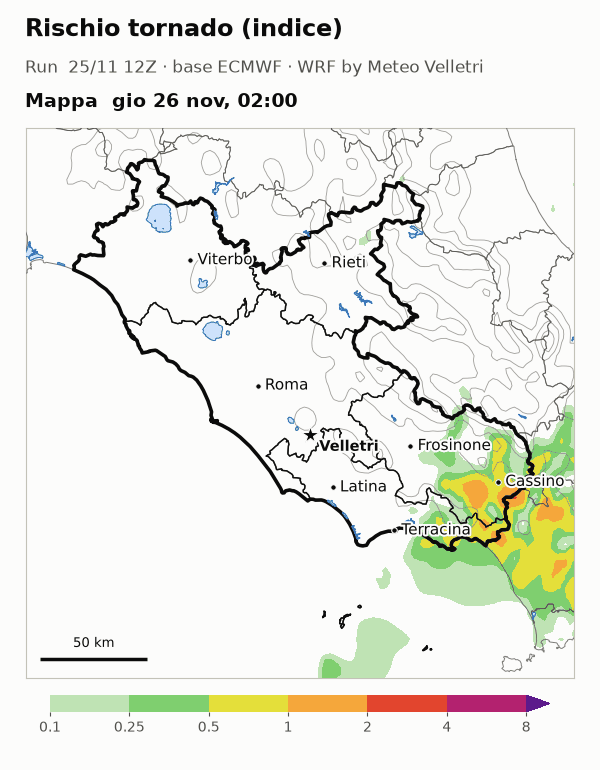 Rischio tornado (indice)
Run  25/11 12Z · base ECMWF · WRF by Meteo Velletri
Mappa  gio 26 nov, 02:00
Viterbo
Rieti
Roma
Velletri
Frosinone
Cassino
Latina
Terracina
50 km
0.1 0.25 0.5 1 2 4 8